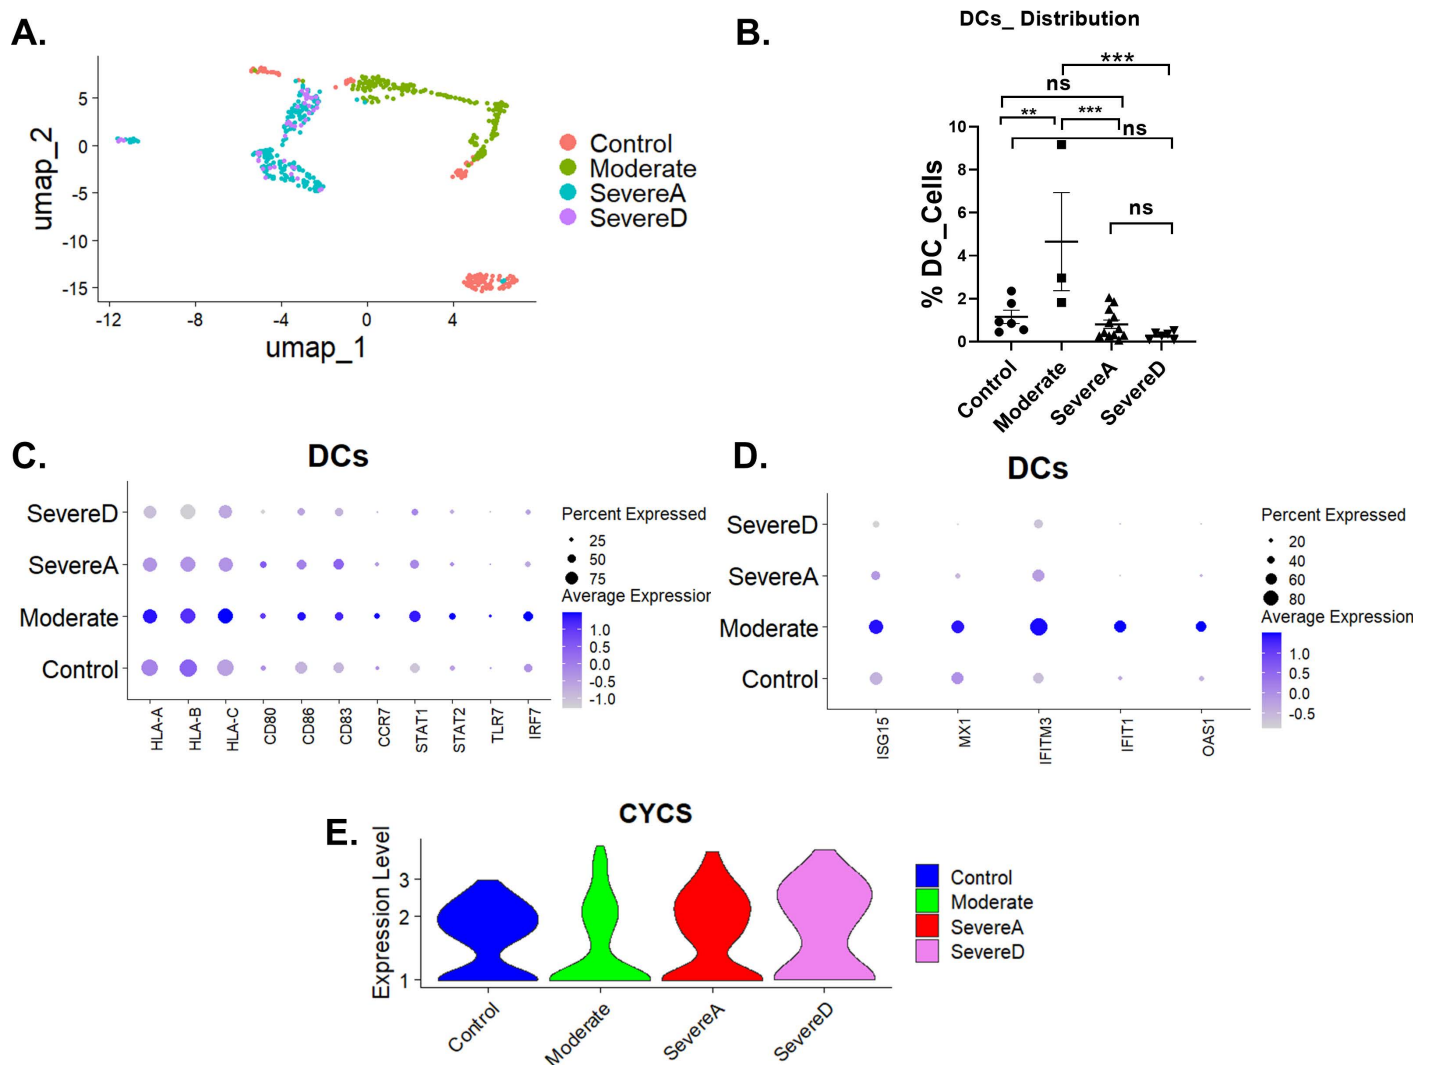 A.
5
0
-5
-10
-15
umap_2
-12
-8
-4
0
4
umap_1
Control
Moderate
SevereA
SevereD
B.
DCs_ Distribution
***
ns
**
***
ns
ns
10
8
6
4
2
0
% DC_Cells
Control
Moderate
SevereA
SevereD
C.
DCs
SevereD
SevereA
Moderate
Control
HLA-A
HLA-B
HLA-C
CD80
CD86
CD83
CCR7
STAT1
STAT2
TLR7
IRF7
Percent Expressed
25
50
75
Average Expression
1.0
0.5
0.0
-0.5
-1.0
D.
DCs
SevereD
SevereA
Moderate
Control
ISG15
MX1
IFITM3
IFIT1
OAS1
Percent Expressed
20
40
60
80
Average Expression
1.0
0.5
0.0
-0.5
E.
CYCS
Expression Level
3
2
1
Control
Moderate
SevereA
SevereD
Control
Moderate
SevereA
SevereD